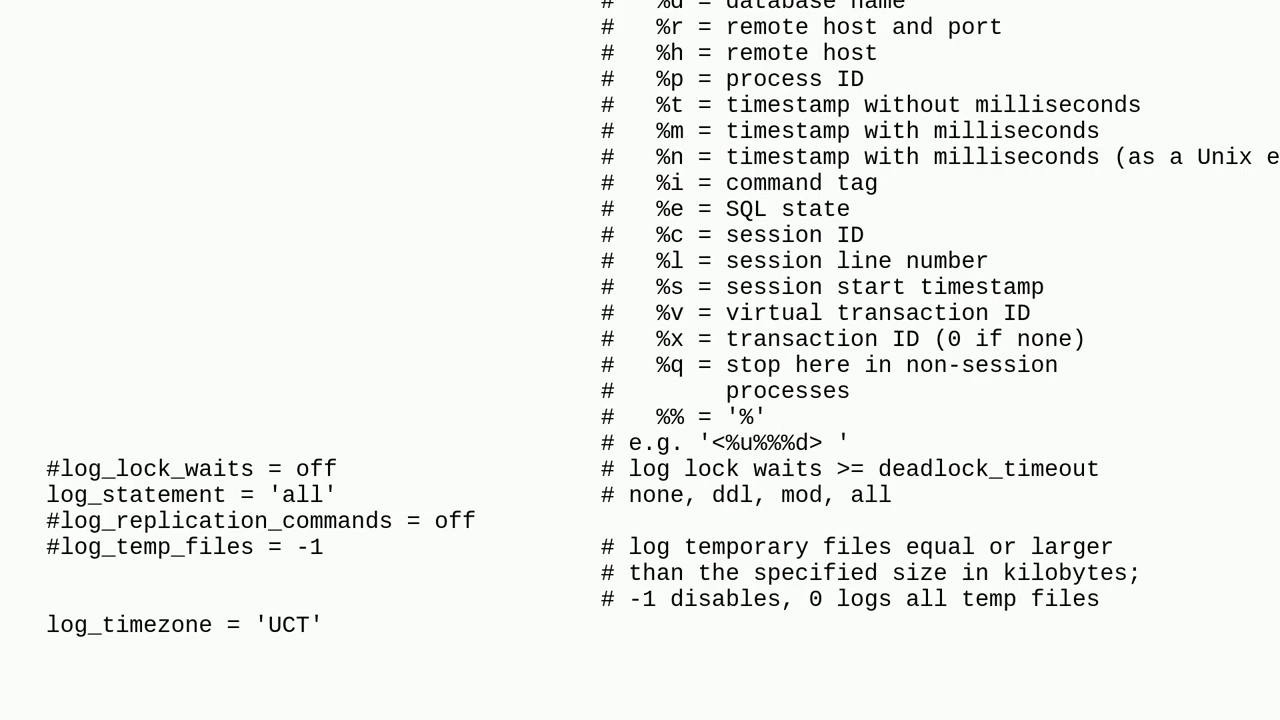 # %d = database name
# %r = remote host and port
# %h = remote host
# %p = process ID
# %t = timestamp without milliseconds
# %m = timestamp with milliseconds
# %n = timestamp with milliseconds (as a Unix e
# %i = command tag
# %e = SQL state
# %c = session ID
# %l = session line number
# %s = session start timestamp
# %v = virtual transaction ID
# %x = transaction ID (0 if none)
# %q = stop here in non-session
# processes
# %% = '%'
# e.g. '<%u%%%d> '
#log_lock_waits = off # log lock waits >= deadlock_timeout
log_statement = 'all' # none, ddl, mod, all
#log_replication_commands = off
#log_temp_files = -1 # log temporary files equal or larger
# than the specified size in kilobytes;
# -1 disables, 0 logs all temp files
log_timezone = 'UCT'